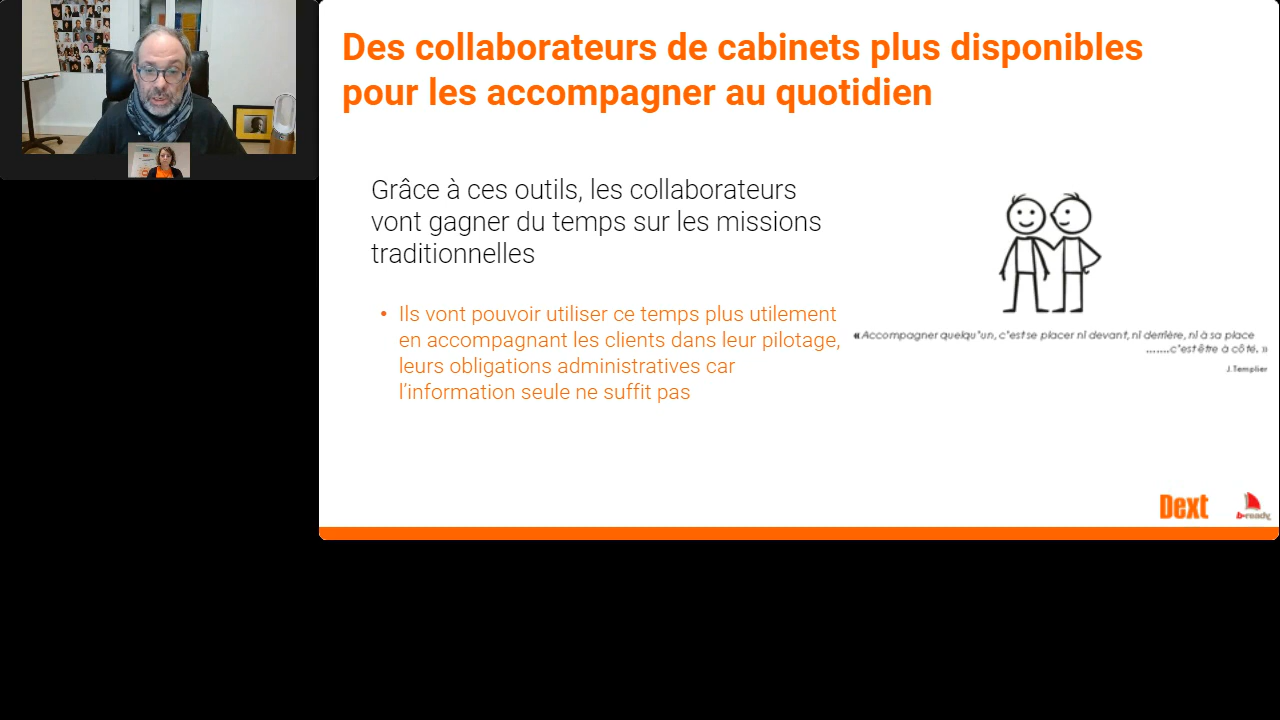 Des collaborateurs de cabinets plus disponibles
pour les accompagner au quotidien
Grâce à ces outils, les collaborateurs
vont gagner du temps sur les missions
traditionnelles
• Ils vont pouvoir utiliser ce temps plus utilement
en accompagnant les clients dans leur pilotage,
leurs obligations administratives car
l'information seule ne suffit pas
« Accompagner quelqu'un, c'est se placer ni devant, ni derrière, ni à sa place
.......c'est être à côté. »
J.Templier
Dext
b-ready